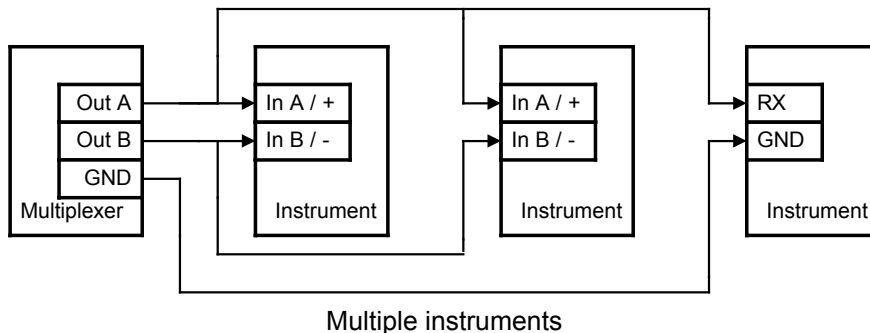 Out A
Out B
GND
Multiplexer
In A / +
In B / -
Instrument
In A / +
In B / -
Instrument
RX
GND
Instrument
Multiple instruments